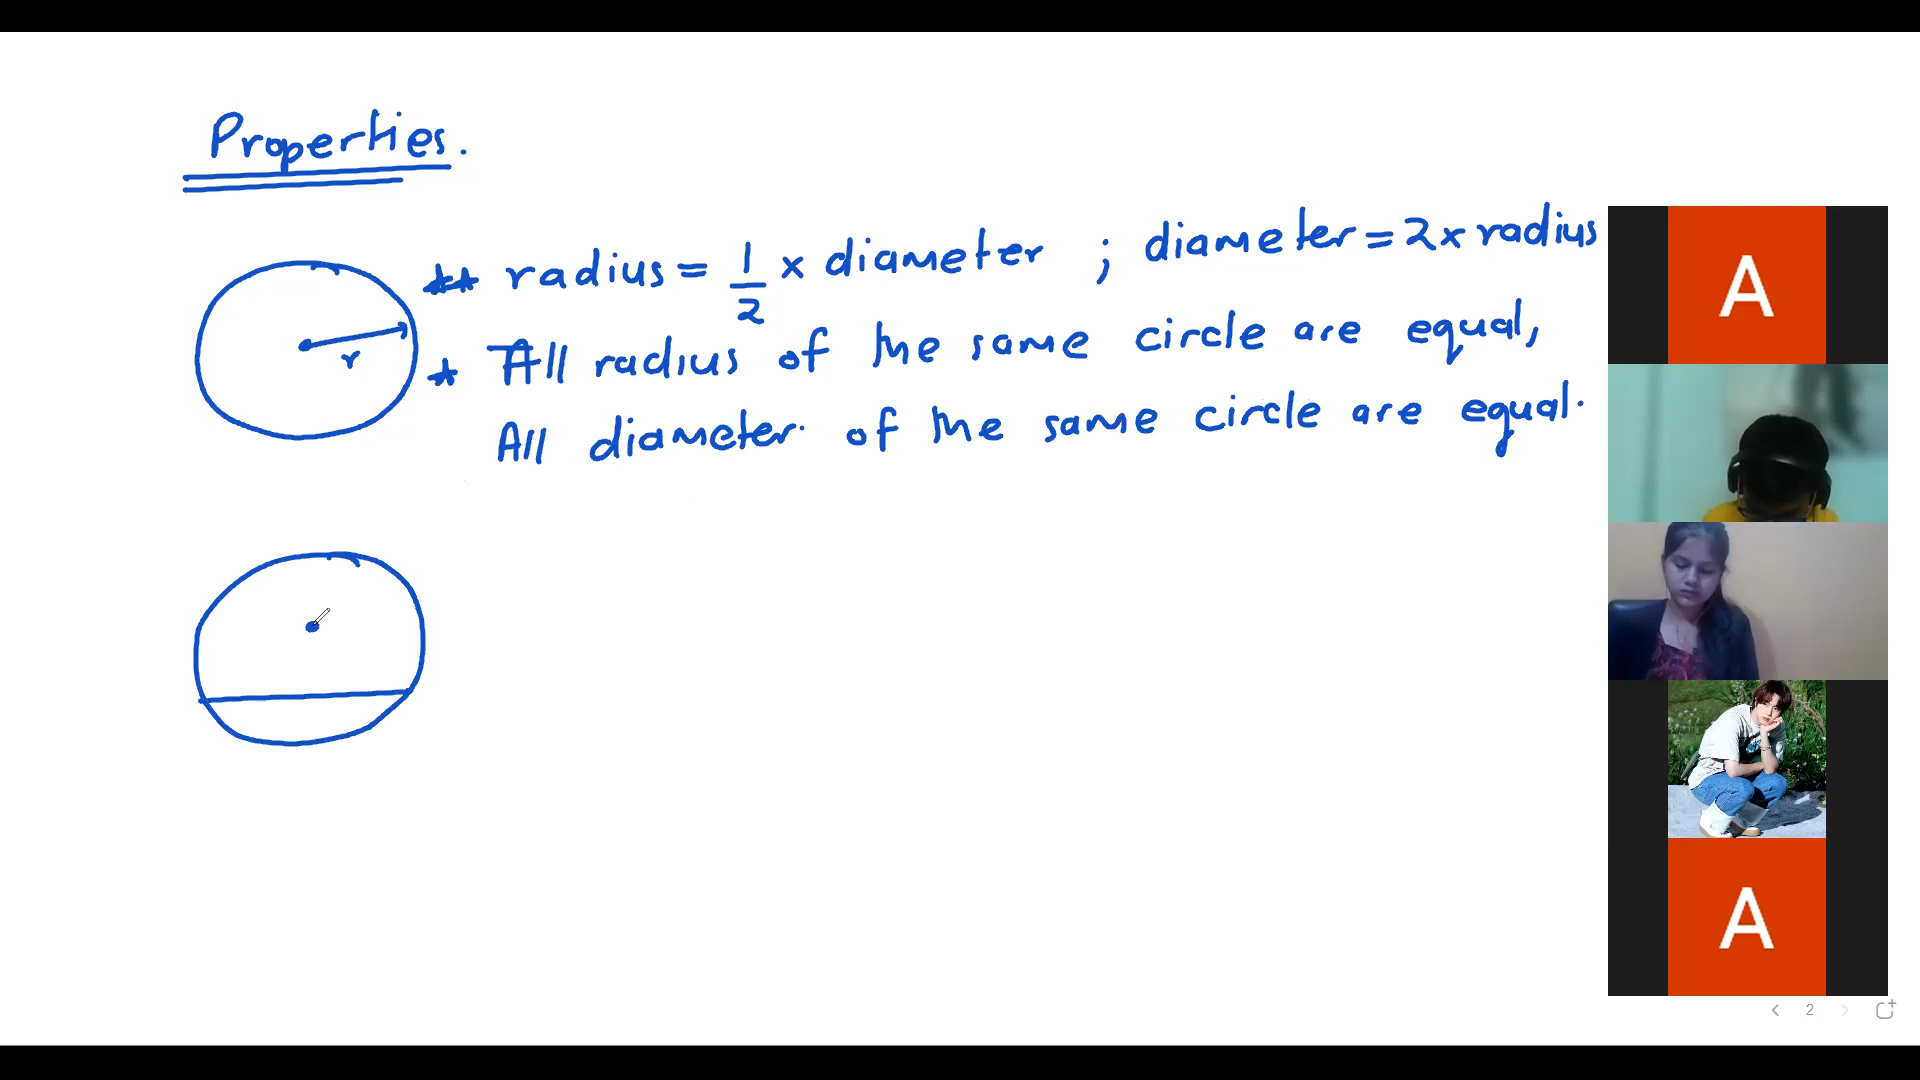 Properties.
** radius = 1/2 x diameter ; diameter = 2 x radius
r
* All radius of the same circle are equal,
All diameter. of the same circle are equal.
A
A
2